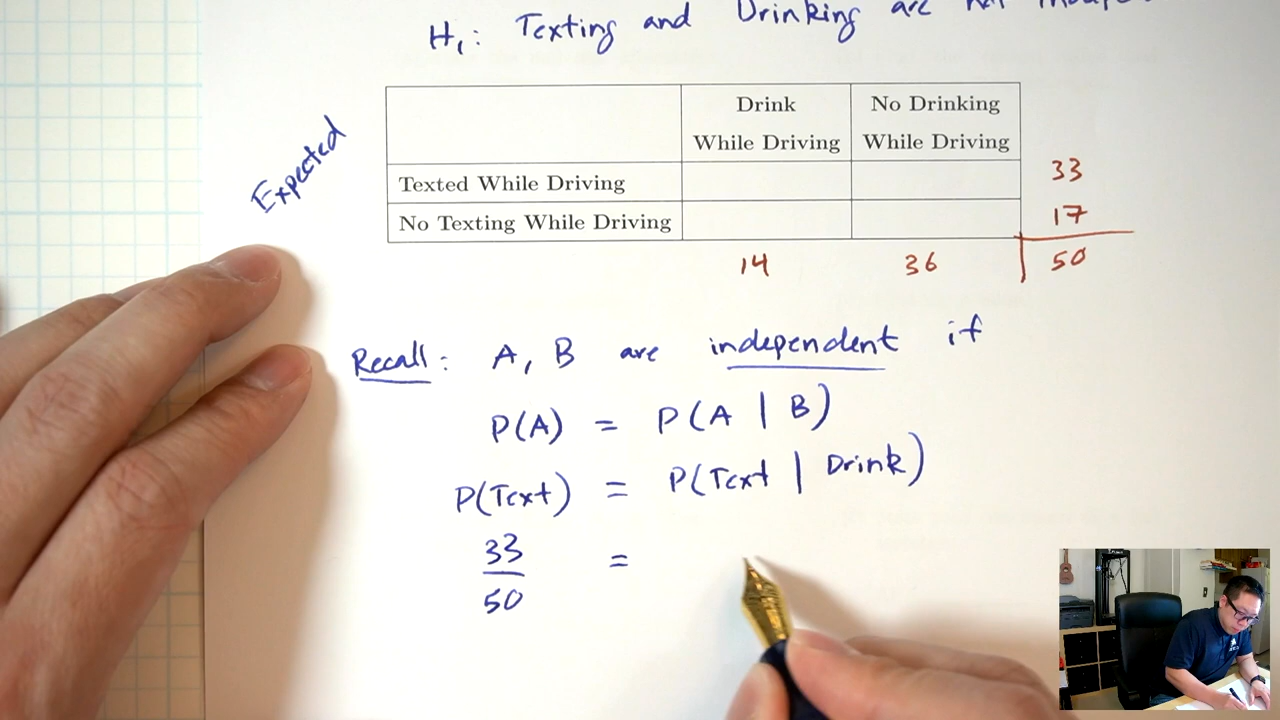 H₁: Texting and Drinking are
Expected
Drink While Driving
No Drinking While Driving
Texted While Driving 33
No Texting While Driving 17
14 36 50
Recall: A, B are independent if
P(A) = P(A | B)
P(Text) = P(Text | Drink)
33/50 =